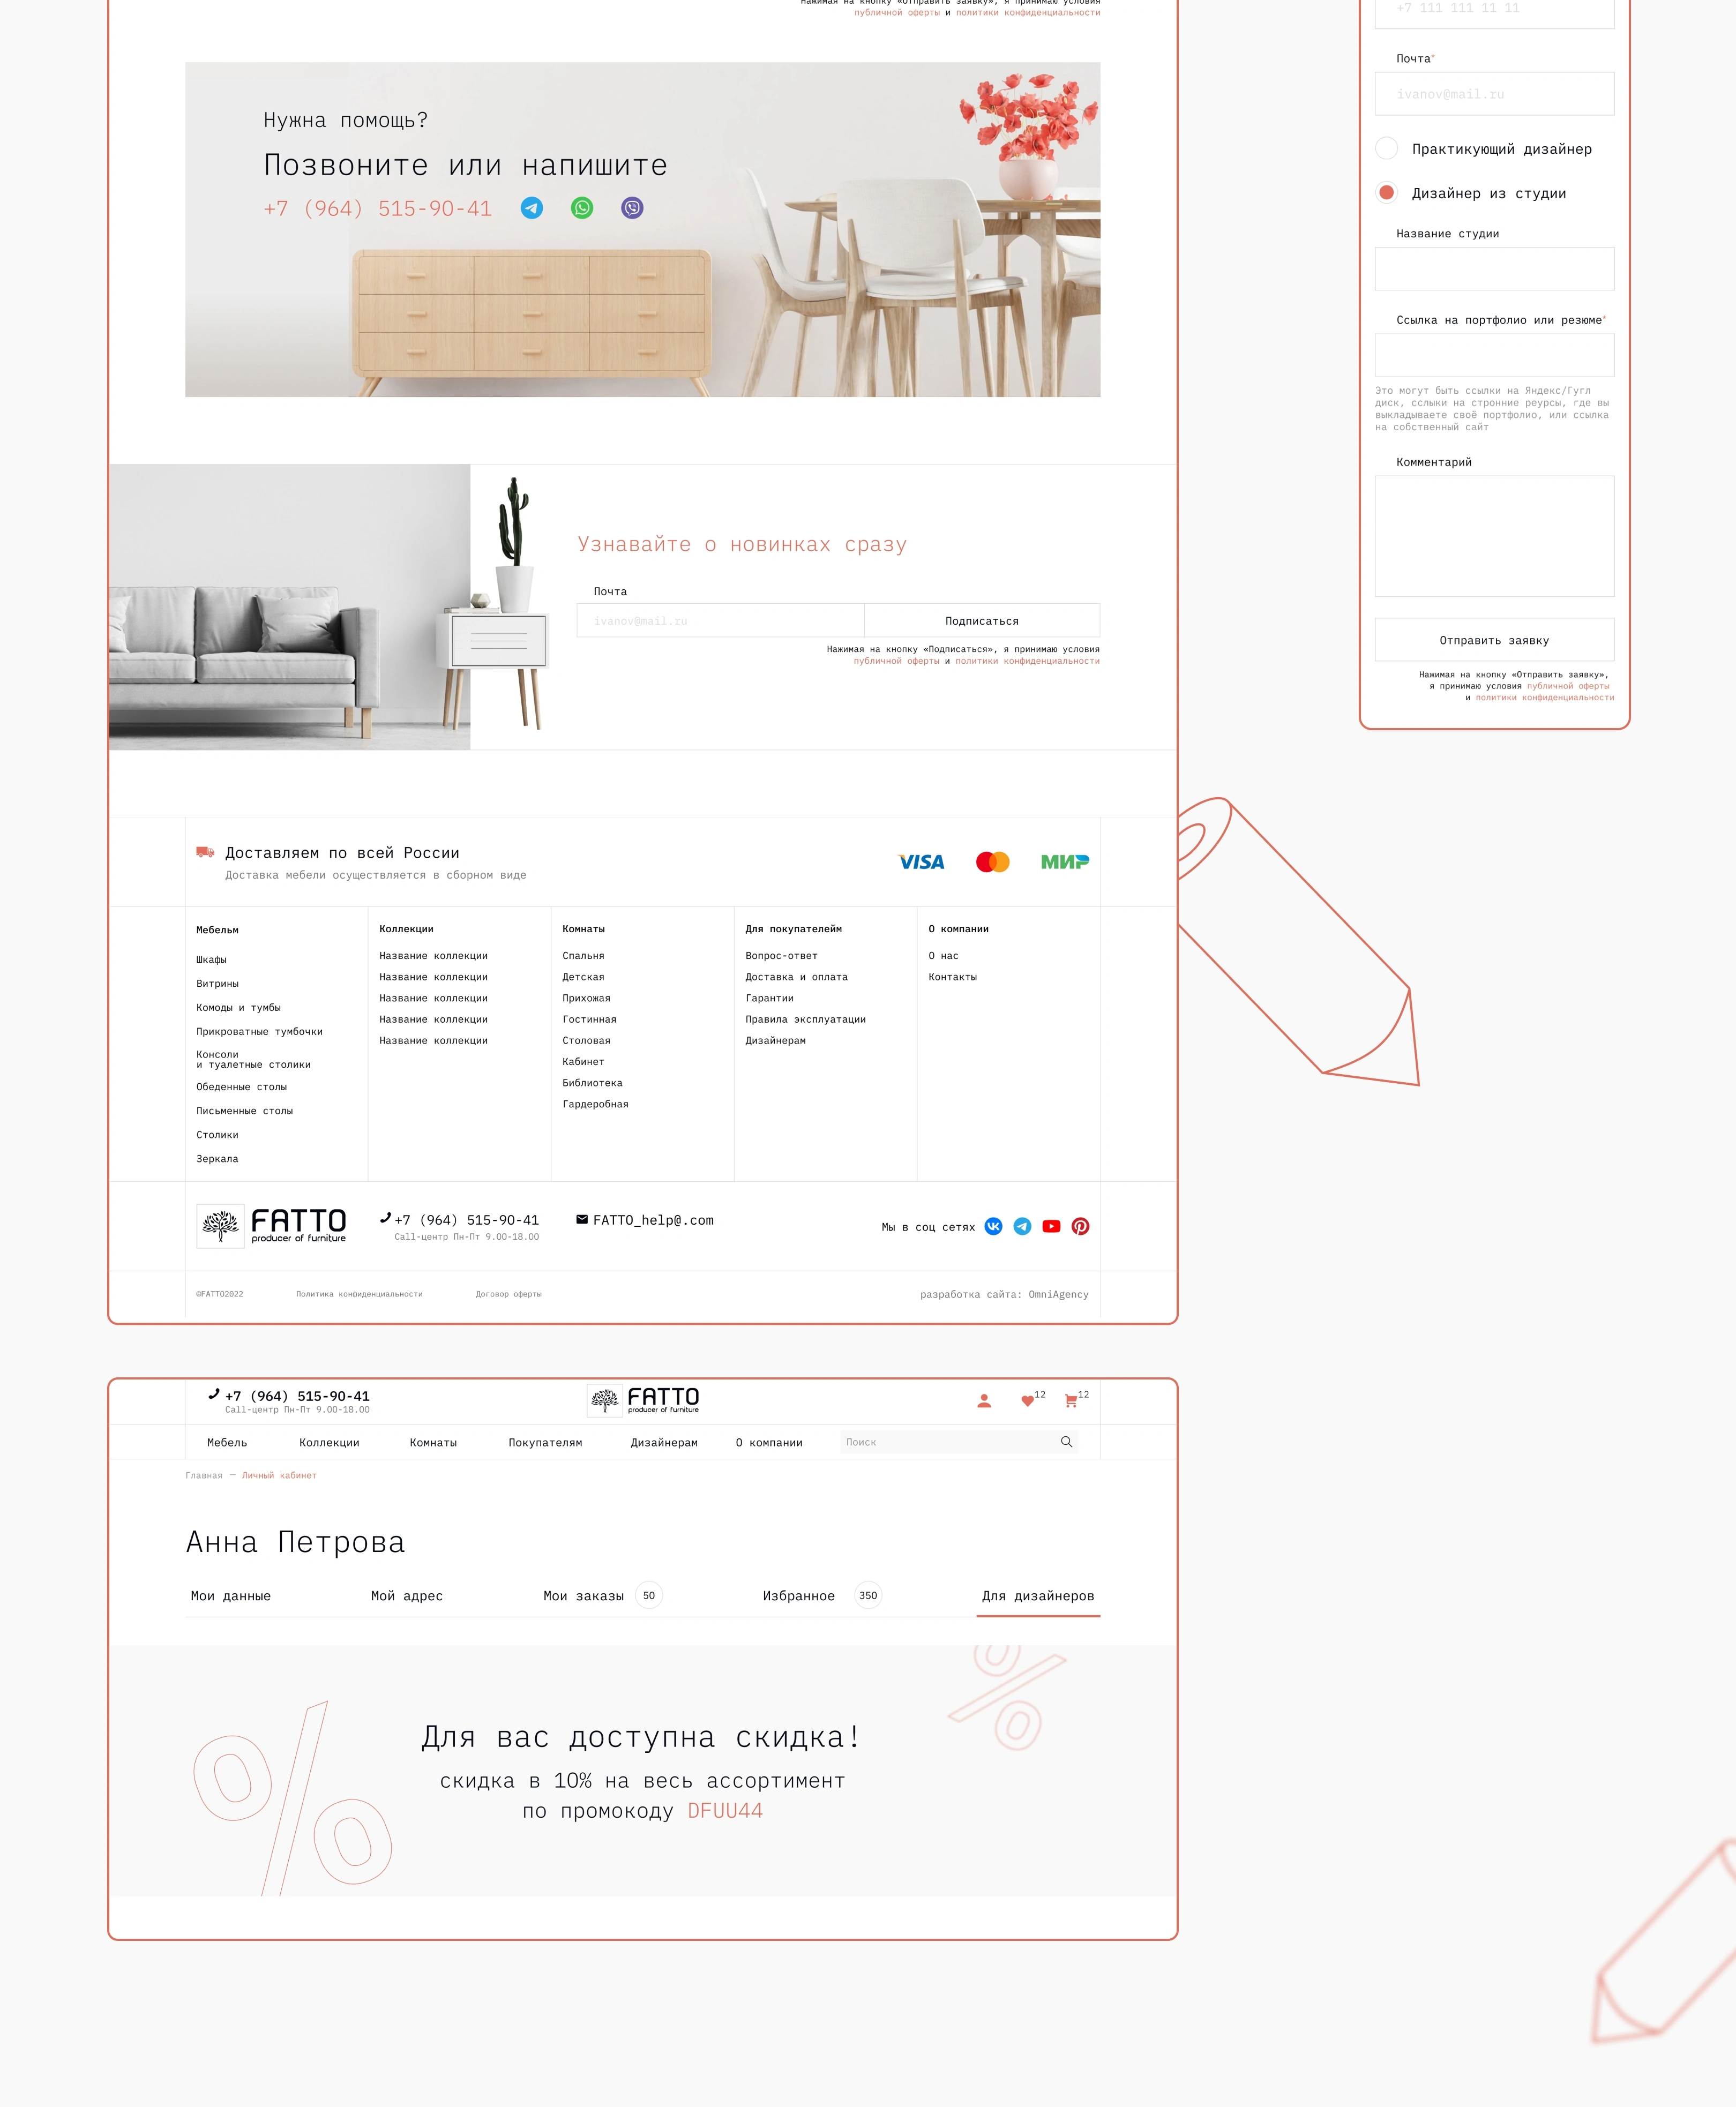 Нажимая на кнопку «Отправить заявку», я принимаю условия
публичной оферты и политики конфиденциальности
Нужна помощь?
Позвоните или напишите
+7 (964) 515-90-41
Узнавайте о новинках сразу
Почта
ivanov@mail.ru
Подписаться
Нажимая на кнопку «Подписаться», я принимаю условия
публичной оферты и политики конфиденциальности
Доставляем по всей России
Доставка мебели осуществляется в сборном виде
VISA
МИР
Мебельм
Шкафы
Витрины
Комоды и тумбы
Прикроватные тумбочки
Консоли
и туалетные столики
Обеденные столы
Письменные столы
Столики
Зеркала
Коллекции
Название коллекции
Название коллекции
Название коллекции
Название коллекции
Название коллекции
Комнаты
Спальня
Детская
Прихожая
Гостинная
Столовая
Кабинет
Библиотека
Гардеробная
Для покупателейм
Вопрос-ответ
Доставка и оплата
Гарантии
Правила эксплуатации
Дизайнерам
О компании
О нас
Контакты
FATTO
producer of furniture
+7 (964) 515-90-41
Call-центр Пн-Пт 9.00-18.00
FATTO_help@.com
Мы в соц сетях
©FATTO2022
Политика конфиденциальности
Договор оферты
разработка сайта: OmniAgency
+7 111 111 11 11
Почта*
ivanov@mail.ru
Практикующий дизайнер
Дизайнер из студии
Название студии
Ссылка на портфолио или резюме*
Это могут быть ссылки на Яндекс/Гугл
диск, сслыки на стронние реурсы, где вы
выкладываете своё портфолио, или ссылка
на собственный сайт
Комментарий
Отправить заявку
Нажимая на кнопку «Отправить заявку»,
я принимаю условия публичной оферты
и политики конфиденциальности
+7 (964) 515-90-41
Call-центр Пн-Пт 9.00-18.00
FATTO
producer of furniture
12
12
Мебель
Коллекции
Комнаты
Покупателям
Дизайнерам
О компании
Поиск
Главная — Личный кабинет
Анна Петрова
Мои данные
Мой адрес
Мои заказы 50
Избранное 350
Для дизайнеров
%
%
Для вас доступна скидка!
скидка в 10% на весь ассортимент
по промокоду DFUU44